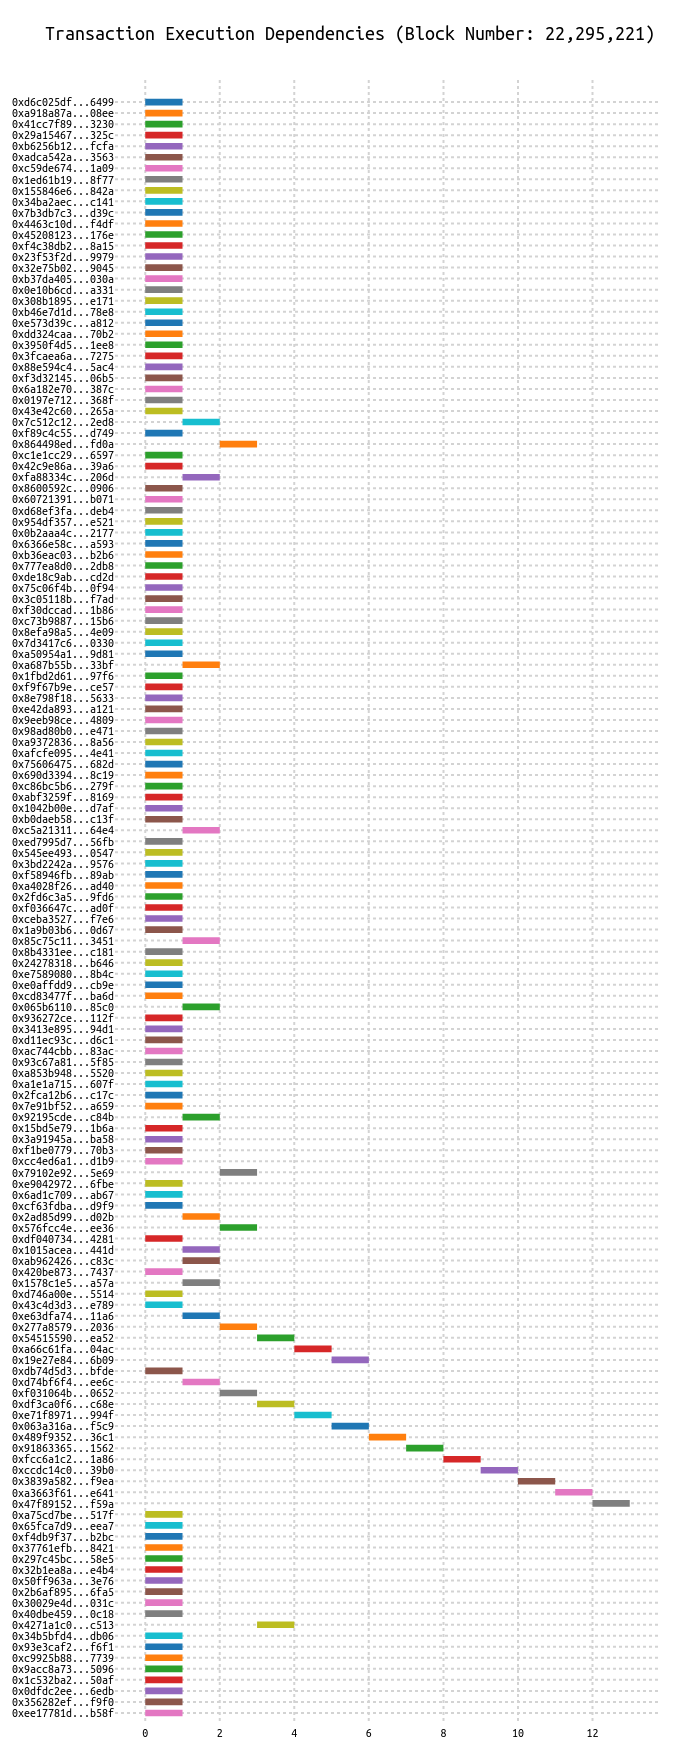 Transaction Execution Dependencies (Block Number: 22,295,221)
0xd6c025df...6499
0xa918a87a...08ee
0x41cc7f89...3230
0x29a15467...325c
0xb6256b12...fcfa
0xadca542a...3563
0xc59de674...1a09
0x1ed61b19...8f77
0x155846e6...842a
0x34ba2aec...c141
0x7b3db7c3...d39c
0x4463c10d...f4df
0x45208123...176e
0xf4c38db2...8a15
0x23f53f2d...9979
0x32e75b02...9045
0xb37da405...030a
0x0e10b6cd...a331
0x308b1895...e171
0xb46e7d1d...78e8
0xe573d39c...a812
0xdd324caa...70b2
0x3950f4d5...1ee8
0x3fcaea6a...7275
0x88e594c4...5ac4
0xf3d32145...06b5
0x6a182e70...387c
0x0197e712...368f
0x43e42c60...265a
0x7c512c12...2ed8
0xf89c4c55...d749
0x864498ed...fd0a
0xc1e1cc29...6597
0x42c9e86a...39a6
0xfa88334c...206d
0x8600592c...0906
0x60721391...b071
0xd68ef3fa...deb4
0x954df357...e521
0x0b2aaa4c...2177
0x6366e58c...a593
0xb36eac03...b2b6
0x777ea8d0...2db8
0xde18c9ab...cd2d
0x75c06f4b...0f94
0x3c05118b...f7ad
0xf30dccad...1b86
0xc73b9887...15b6
0x8efa98a5...4e09
0x7d3417c6...0330
0xa50954a1...9d81
0xa687b55b...33bf
0x1fbd2d61...97f6
0xf9f67b9e...ce57
0x8e798f18...5633
0xe42da893...a121
0x9eeb98ce...4809
0x98ad80b0...e471
0xa9372836...8a56
0xafcfe095...4e41
0x75606475...682d
0x690d3394...8c19
0xc86bc5b6...279f
0xabf3259f...8169
0x1042b00e...d7af
0xb0daeb58...c13f
0xc5a21311...64e4
0xed7995d7...56fb
0x545ee493...0547
0x3bd2242a...9576
0xf58946fb...89ab
0xa4028f26...ad40
0x2fd6c3a5...9fd6
0xf036647c...ad0f
0xceba3527...f7e6
0x1a9b03b6...0d67
0x85c75c11...3451
0x8b4331ee...c181
0x24278318...b646
0xe7589080...8b4c
0xe0affdd9...cb9e
0xcd83477f...ba6d
0x065b6110...85c0
0x936272ce...112f
0x3413e895...94d1
0xd11ec93c...d6c1
0xac744cbb...83ac
0x93c67a81...5f85
0xa853b948...5520
0xa1e1a715...607f
0x2fca12b6...c17c
0x7e91bf52...a659
0x92195cde...c84b
0x15bd5e79...1b6a
0x3a91945a...ba58
0xf1be0779...70b3
0xcc4ed6a1...d1b9
0x79102e92...5e69
0xe9042972...6fbe
0x6ad1c709...ab67
0xcf63fdba...d9f9
0x2ad85d99...d02b
0x576fcc4e...ee36
0xdf040734...4281
0x1015acea...441d
0xab962426...c83c
0x420be873...7437
0x1578c1e5...a57a
0xd746a00e...5514
0x43c4d3d3...e789
0xe63dfa74...11a6
0x277a8579...2036
0x54515590...ea52
0xa66c61fa...04ac
0x19e27e84...6b09
0xdb74d5d3...bfde
0xd74bf6f4...ee6c
0xf031064b...0652
0xdf3ca0f6...c68e
0xe71f8971...994f
0x063a316a...f5c9
0x489f9352...36c1
0x91863365...1562
0xfcc6a1c2...1a86
0xccdc14c0...39b0
0x3839a582...f9ea
0xa3663f61...e641
0x47f89152...f59a
0xa75cd7be...517f
0x65fca7d9...eea7
0xf4db9f37...b2bc
0x37761efb...8421
0x297c45bc...58e5
0x32b1ea8a...e4b4
0x50ff963a...3e76
0x2b6af895...6fa5
0x30029e4d...031c
0x40dbe459...0c18
0x4271a1c0...c513
0x34b5bfd4...db06
0x93e3caf2...f6f1
0xc9925b88...7739
0x9acc8a73...5096
0x1c532ba2...50af
0x0dfdc2ee...6edb
0x356282ef...f9f0
0xee17781d...b58f
0 2 4 6 8 10 12